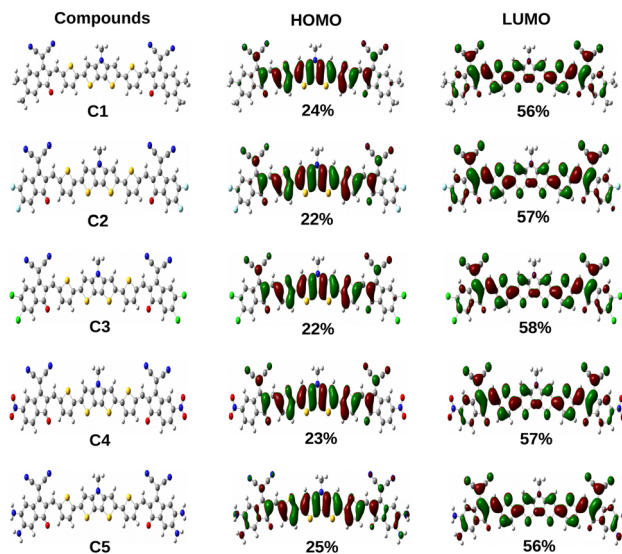 Compounds HOMO LUMO
C1 24% 56%
C2 22% 57%
C3 22% 58%
C4 23% 57%
C5 25% 56%